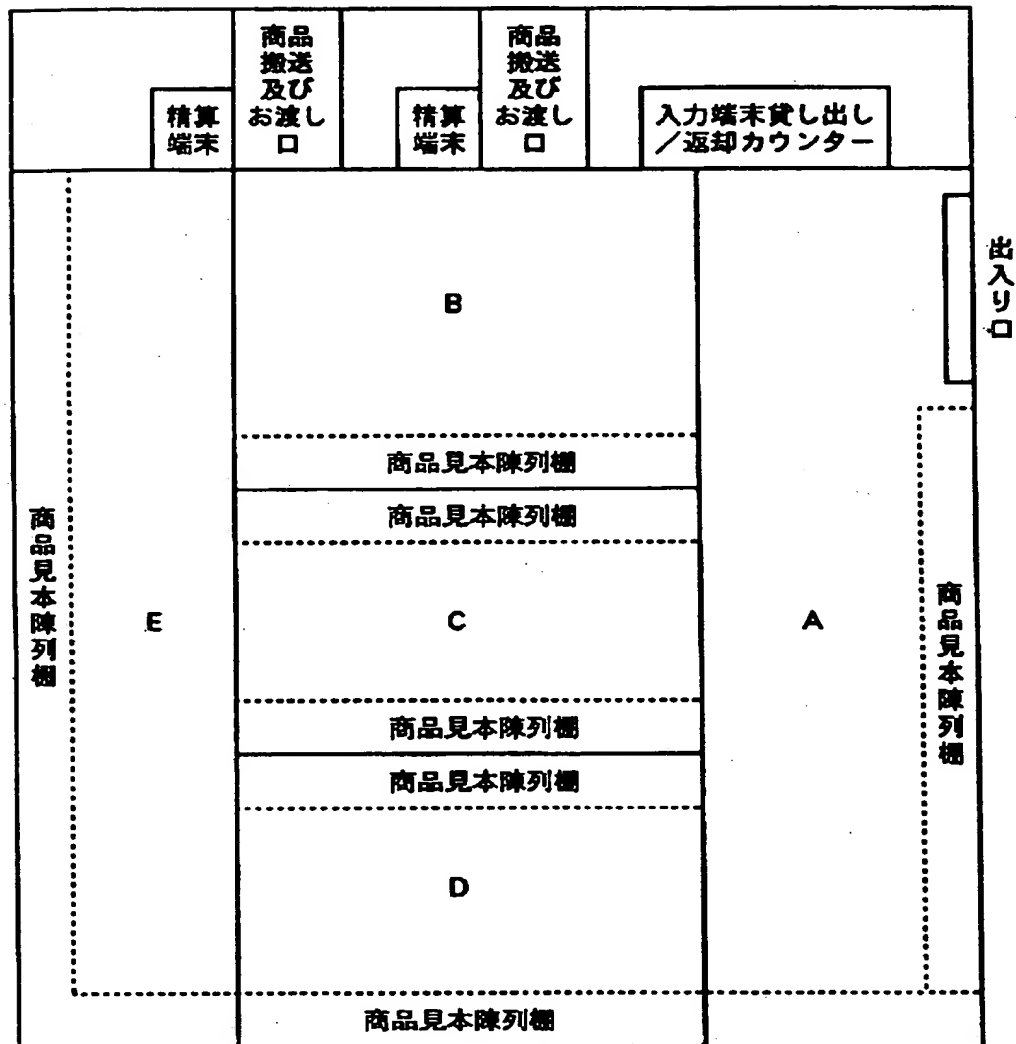 商品
搬送
及び
お渡し
口
精算
端末
商品
搬送
及び
お渡し
口
精算
端末
入力端末貸し出し
／返却カウンター
出入り口
B
商品見本陳列棚
商品見本陳列棚
商品見本陳列棚
E
C
A
商品見本陳列棚
商品見本陳列棚
商品見本陳列棚
D
商品見本陳列棚